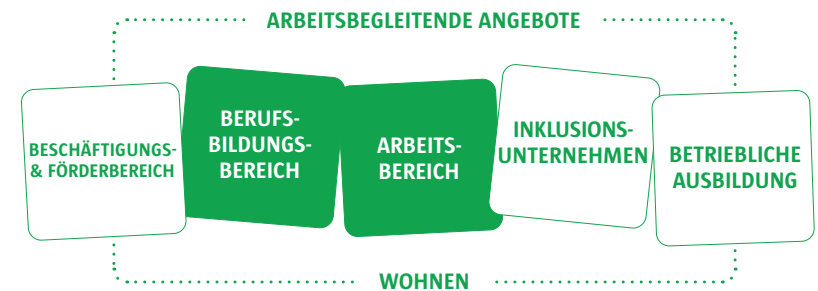 ARBEITSBEGLEITENDE ANGEBOTE
BESCHÄFTIGUNGS-
& FÖRDERBEREICH
BERUFS-
BILDUNGS-
BEREICH
ARBEITS-
BEREICH
INKLUSIONS-
UNTERNEHMEN
BETRIEBLICHE
AUSBILDUNG
WOHNEN